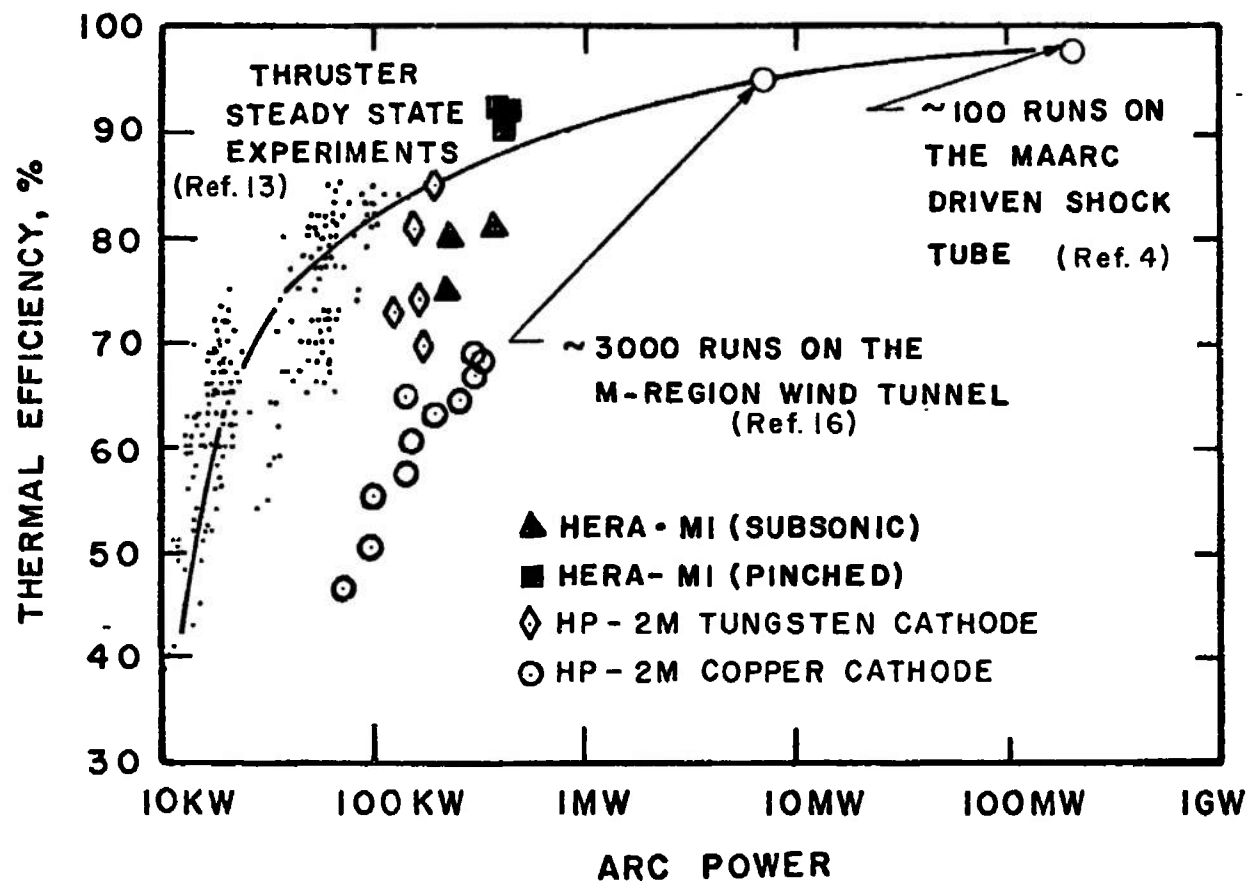 THERMAL EFFICIENCY, %
100
90
80
70
60
50
40
30
THRUSTER
STEADY STATE
EXPERIMENTS
(Ref. 13)
~100 RUNS ON
THE MAARC
DRIVEN SHOCK
TUBE (Ref. 4)
~3000 RUNS ON THE
M-REGION WIND TUNNEL
(Ref. 16)
HERA-MI (SUBSONIC)
HERA-MI (PINCHED)
HP-2M TUNGSTEN CATHODE
HP-2M COPPER CATHODE
10KW 100KW 1MW 10MW 100MW 1GW
ARC POWER